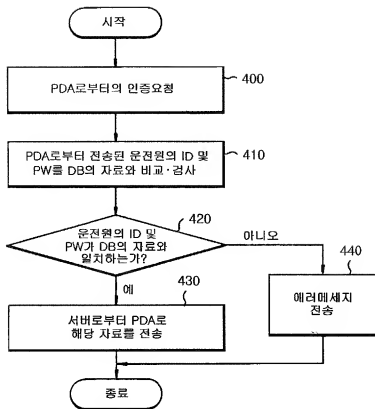 시작
PDA로부터의 인증요청
400
PDA로부터 전송된 운전원의 ID 및
PW를 DB의 자료와 비교·검사
410
420
운전원의 ID 및
PW가 DB의 자료와
일치하는가?
아니오
예
430
서버로부터 PDA로
해당 자료를 전송
440
에러메세지
전송
종료